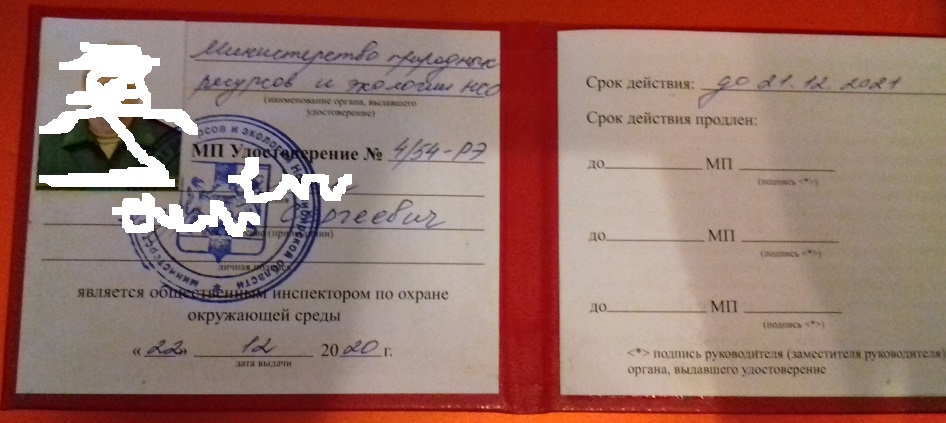 Министерство природных
ресурсов и экологии НСО
(наименование органа, выдавшего
удостоверение)
МП Удостоверение № 4/54-РЭ
Сергеевич
личная подпись
является общественным инспектором по охране
окружающей среды
«22» 12 2020 г.
дата выдачи
Срок действия: до 21.12.2021
Срок действия продлен:
до МП
(подпись <*>)
до МП
(подпись <*>)
до МП
(подпись <*>)
<*> подпись руководителя (заместителя руководителя)
органа, выдавшего удостоверение